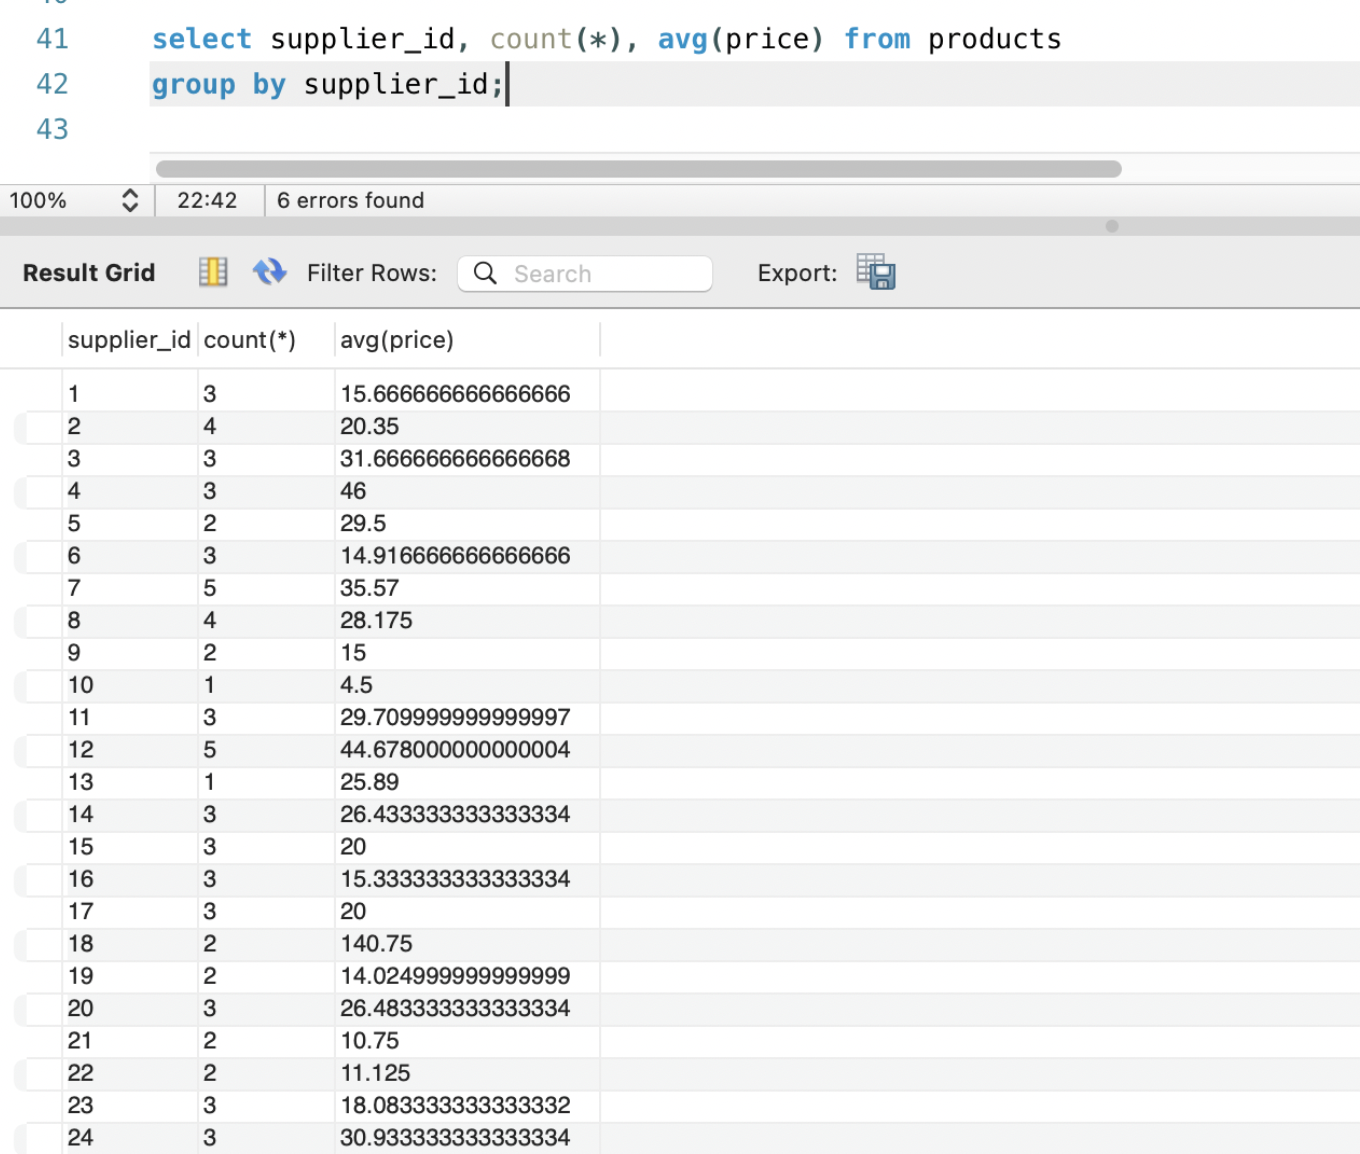 41 select supplier_id, count(*), avg(price) from products
42 group by supplier_id;
43
100% 22:42 6 errors found
Result Grid Filter Rows: Search Export:
supplier_id count(*) avg(price)
1 3 15.666666666666666
2 4 20.35
3 3 31.666666666666668
4 3 46
5 2 29.5
6 3 14.916666666666666
7 5 35.57
8 4 28.175
9 2 15
10 1 4.5
11 3 29.709999999999997
12 5 44.678000000000004
13 1 25.89
14 3 26.433333333333334
15 3 20
16 3 15.333333333333334
17 3 20
18 2 140.75
19 2 14.024999999999999
20 3 26.483333333333334
21 2 10.75
22 2 11.125
23 3 18.083333333333332
24 3 30.933333333333334